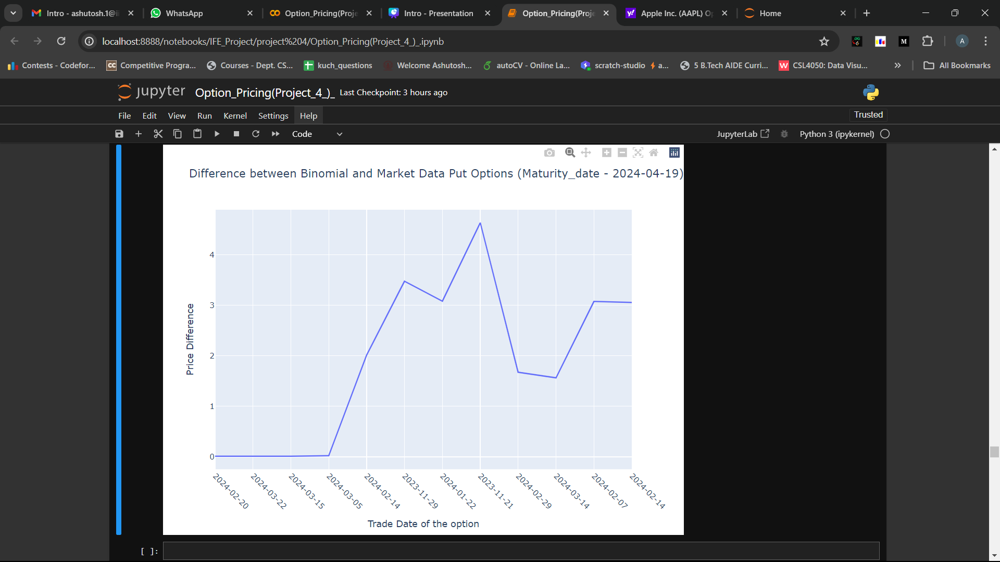 Intro - ashutosh.1@ii
WhatsApp
Option_Pricing(Proje
Intro - Presentation
Option_Pricing(Proje
Apple Inc. (AAPL) Op
Home
localhost:8888/notebooks/IFE_Project/project%204/Option_Pricing(Project_4_)_.ipynb
M
A
Contests - Codefor...
CC Competitive Progra...
Courses - Dept. CS...
kuch_questions
Welcome Ashutosh...
autoCV - Online La...
scratch-studio ⚡ a...
5 B.Tech AIDE Curri...
W CSL4050: Data Visu...
»
All Bookmarks
jupyter Option_Pricing(Project_4_)_ Last Checkpoint: 3 hours ago
File Edit View Run Kernel Settings Help
Trusted
Code
JupyterLab
Python 3 (ipykernel)
Difference between Binomial and Market Data Put Options (Maturity_date - 2024-04-19)
4
3
2
1
0
Price Difference
2024-02-20
2024-03-22
2024-03-15
2024-03-05
2024-02-14
2023-11-29
2024-01-22
2023-11-21
2024-02-29
2024-03-14
2024-02-07
2024-02-14
Trade Date of the option
[ ]: